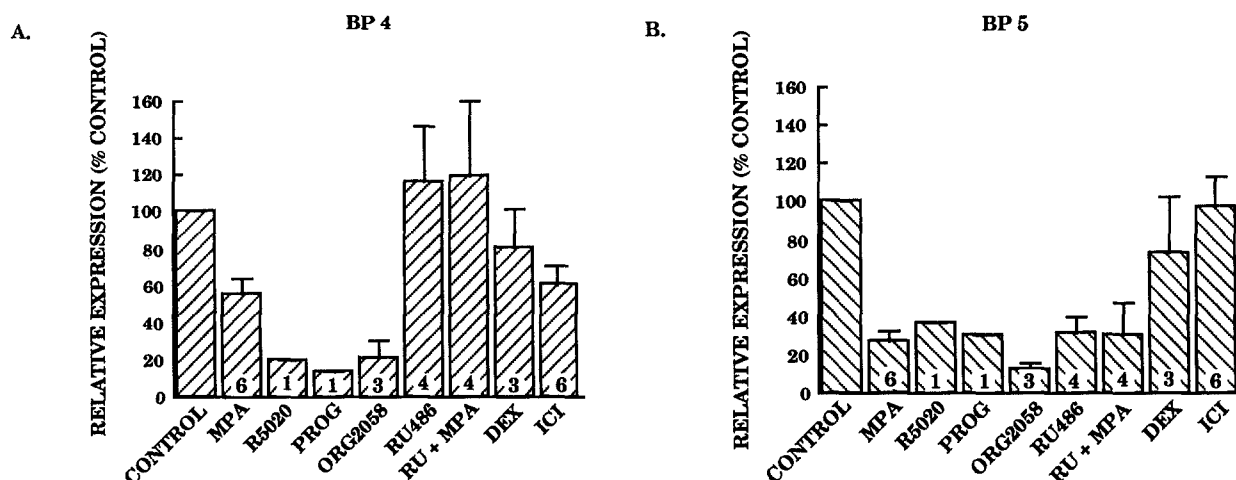 A.
BP 4
RELATIVE EXPRESSION (% CONTROL)
160
140
120
100
80
60
40
20
0
6
1
1
3
4
4
3
6
CONTROL
MPA
R5020
PROG
ORG2058
RU486
RU + MPA
DEX
ICI
B.
BP 5
RELATIVE EXPRESSION (% CONTROL)
160
140
120
100
80
60
40
20
0
6
1
1
3
4
4
3
6
CONTROL
MPA
R5020
PROG
ORG2058
RU486
RU + MPA
DEX
ICI